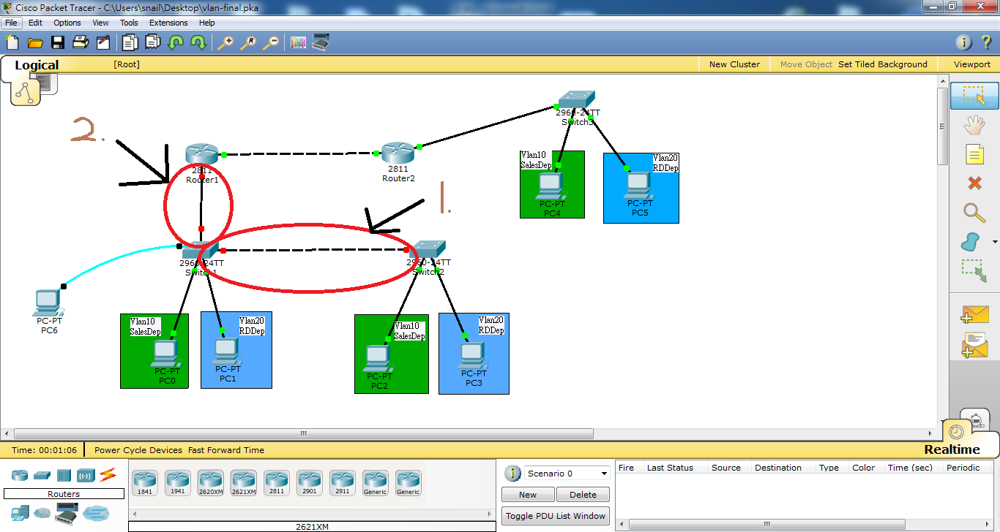 Cisco Packet Tracer - C:\Users\snail\Desktop\vlan-final.pka
File Edit Options View Tools Extensions Help
Logical [Root] New Cluster Move Object Set Tiled Background Viewport
2960-24TT
Switch3
2.
2811
Router1
2811
Router2
Vlan10
SalesDep
PC-PT
PC4
Vlan20
RDDep
PC-PT
PC5
1.
2960-24TT
Switch1
2950-24TT
Switch2
PC-PT
PC6
Vlan10
SalesDep
PC-PT
PC0
Vlan20
RDDep
PC-PT
PC1
Vlan10
SalesDep
PC-PT
PC2
Vlan20
RDDep
PC-PT
PC3
Realtime
Time: 00:01:06 Power Cycle Devices Fast Forward Time
Routers
1841 1941 2620XM 2621XM 2811 2901 2911 Generic Generic
2621XM
Scenario 0
New Delete
Toggle PDU List Window
Fire Last Status Source Destination Type Color Time (sec) Periodic